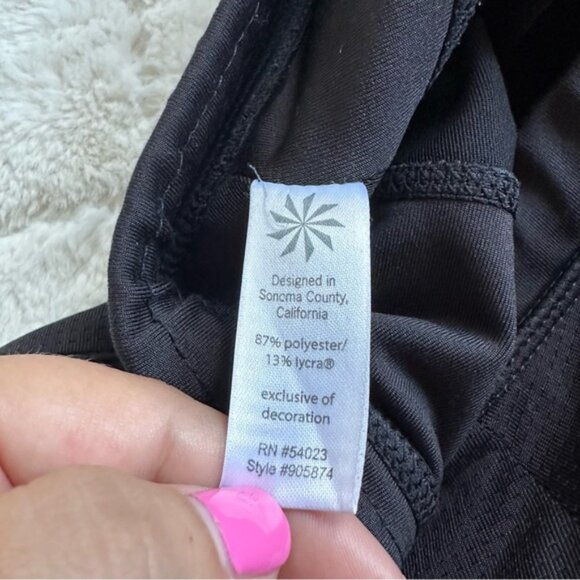 Designed in
Sonoma County,
California
87% polyester/
13% lycra®
exclusive of
decoration
RN #54023
Style #905874